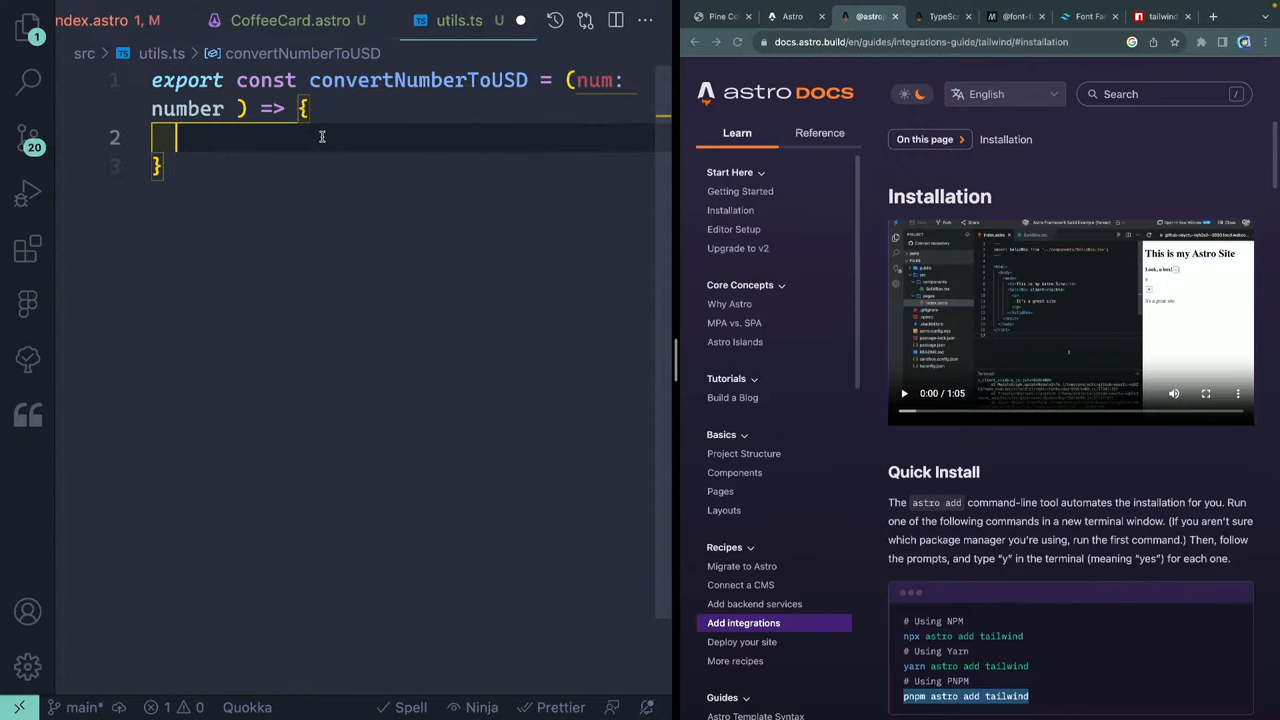 index.astro 1, M
CoffeeCard.astro U
utils.ts U
src > utils.ts > convertNumberToUSD
1 export const convertNumberToUSD = (num:
number ) => {
2
3 }
1
20
main*
1 0
Quokka
Spell
Ninja
Prettier
Pine Co
Astro
@astroj
TypeSc
@font-f
Font Fa
tailwind
docs.astro.build/en/guides/integrations-guide/tailwind/#installation
astro DOCS
English
Search
/
Learn
Reference
On this page >
Installation
Start Here
Getting Started
Installation
Editor Setup
Upgrade to v2
Core Concepts
Why Astro
MPA vs. SPA
Astro Islands
Tutorials
Build a Blog
Basics
Project Structure
Components
Pages
Layouts
Recipes
Migrate to Astro
Connect a CMS
Add backend services
Add integrations
Deploy your site
More recipes
Guides
Astro Template Syntax
Installation
This is my Astro Site
Look, a box!
It's a great site
0:00 / 1:05
Quick Install
The astro add command-line tool automates the installation for you. Run
one of the following commands in a new terminal window. (If you aren't sure
which package manager you're using, run the first command.) Then, follow
the prompts, and type “y” in the terminal (meaning “yes”) for each one.
# Using NPM
npx astro add tailwind
# Using Yarn
yarn astro add tailwind
# Using PNPM
pnpm astro add tailwind